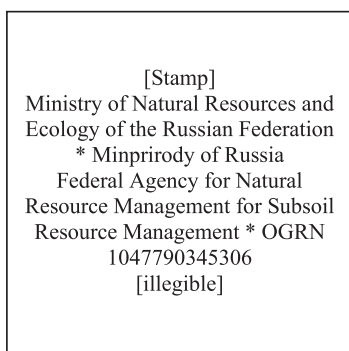 [Stamp]
Ministry of Natural Resources and
Ecology of the Russian Federation
* Minprirody of Russia
Federal Agency for Natural
Resource Management for Subsoil
Resource Management * OGRN
1047790345306
[illegible]